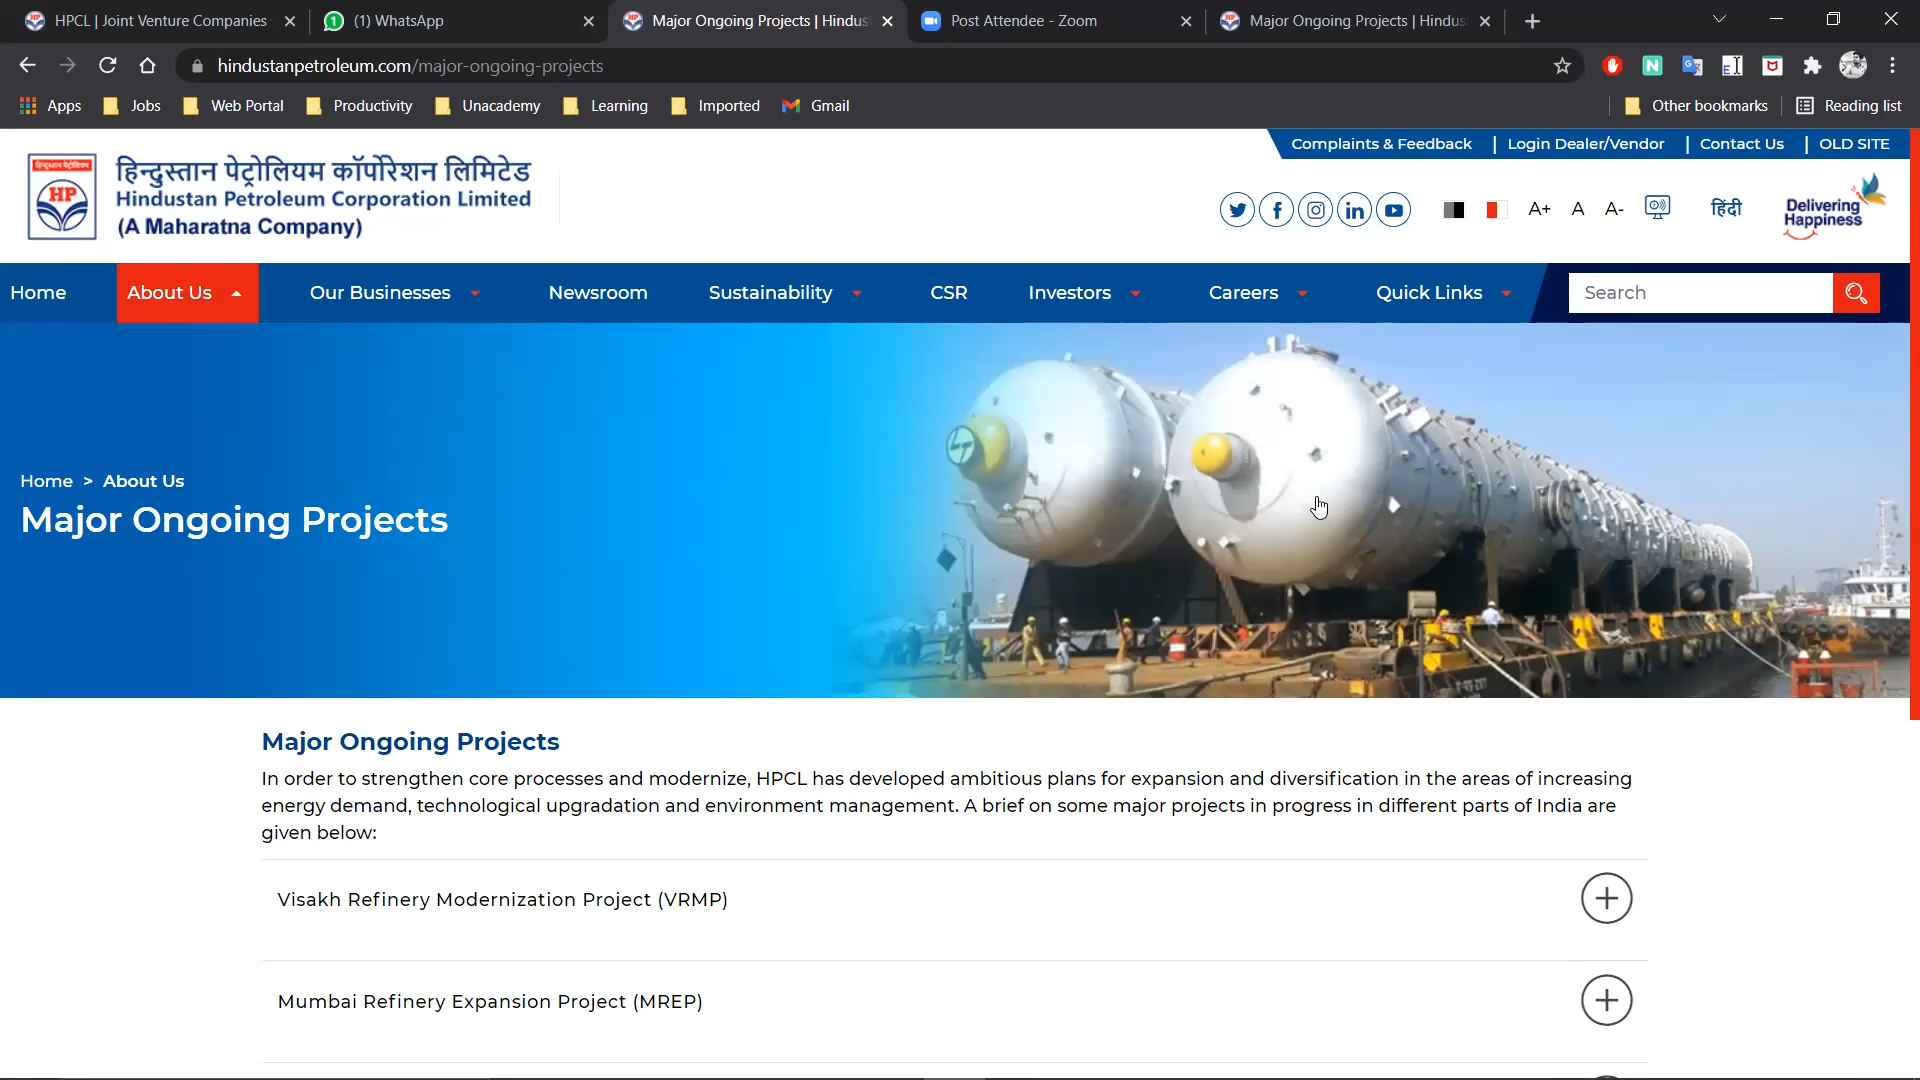 HPCL | Joint Venture Companies
(1) WhatsApp
Major Ongoing Projects | Hindus
Post Attendee - Zoom
Major Ongoing Projects | Hindus
hindustanpetroleum.com/major-ongoing-projects
Apps
Jobs
Web Portal
Productivity
Unacademy
Learning
Imported
Gmail
Other bookmarks
Reading list
Complaints & Feedback | Login Dealer/Vendor | Contact Us | OLD SITE
हिन्दुस्तान पेट्रोलियम
HP
हिन्दुस्तान पेट्रोलियम कॉर्पोरेशन लिमिटेड
Hindustan Petroleum Corporation Limited
(A Maharatna Company)
A+ A A-
हिंदी
Delivering
Happiness
Home
About Us
Our Businesses
Newsroom
Sustainability
CSR
Investors
Careers
Quick Links
Search
Home > About Us
Major Ongoing Projects
Major Ongoing Projects
In order to strengthen core processes and modernize, HPCL has developed ambitious plans for expansion and diversification in the areas of increasing
energy demand, technological upgradation and environment management. A brief on some major projects in progress in different parts of India are
given below:
Visakh Refinery Modernization Project (VRMP)
Mumbai Refinery Expansion Project (MREP)